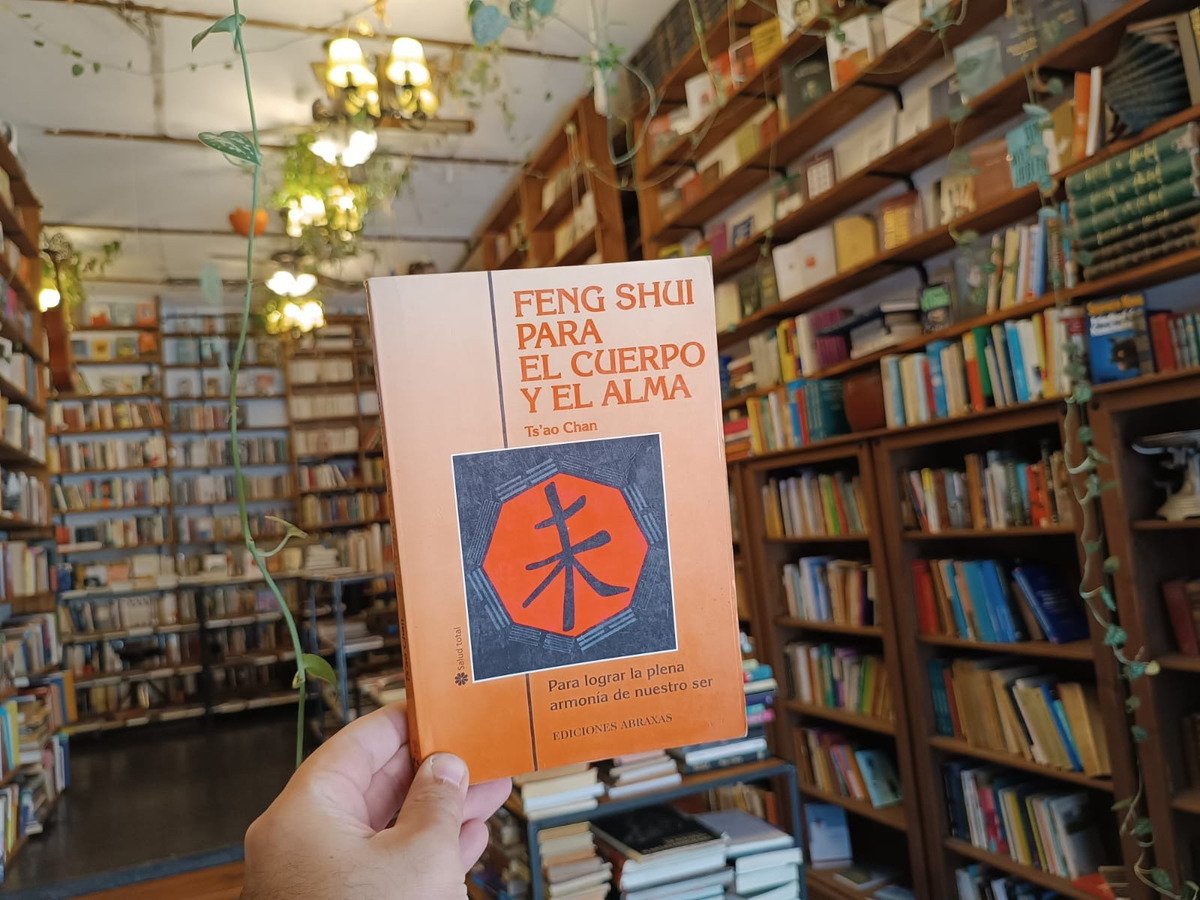 FENG SHUI
PARA
EL CUERPO
Y EL ALMA
Ts'ao Chan
未
Salud total
Para lograr la plena
armonía de nuestro ser
EDICIONES ABRAXAS